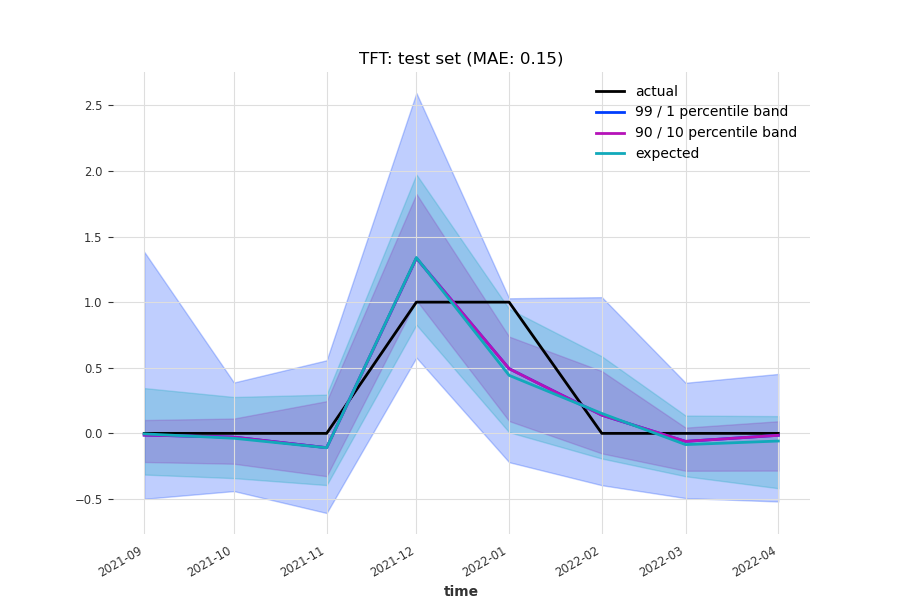 TFT: test set (MAE: 0.15)
actual
99 / 1 percentile band
90 / 10 percentile band
expected
2.5
2.0
1.5
1.0
0.5
0.0
−0.5
2021-09
2021-10
2021-11
2021-12
2022-01
2022-02
2022-03
2022-04
time